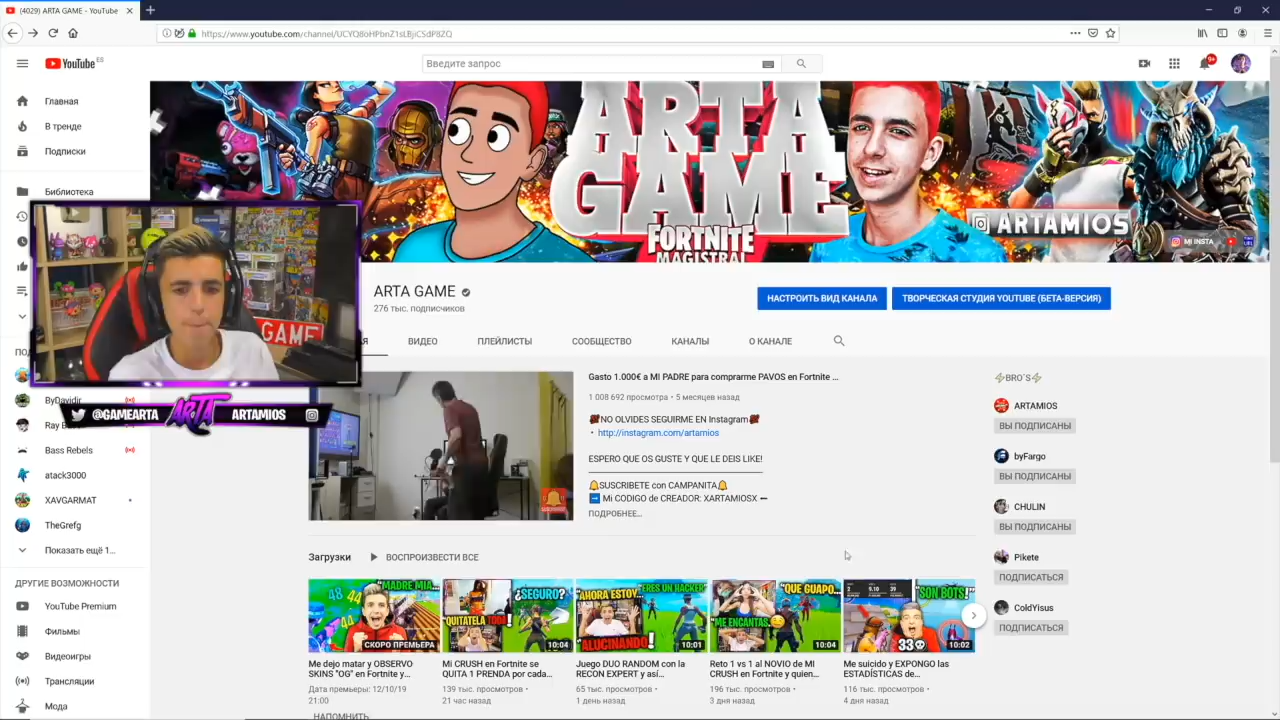 (4029) ARTA GAME - YouTube
https://www.youtube.com/channel/UCYQ8oHPbnZ1sLBjiCSdP8ZQ
YouTube ES
Введите запрос
9+
Главная
В тренде
Подписки
Библиотека
ARTA
GAME
FORTNITE
MAGISTRAL
ARTAMIOS
MI INSTA
GAME
@GAMEARTA
ARTA
ARTAMIOS
ARTA GAME
276 тыс. подписчиков
НАСТРОИТЬ ВИД КАНАЛА
ТВОРЧЕСКАЯ СТУДИЯ YOUTUBE (БЕТА-ВЕРСИЯ)
ВИДЕО
ПЛЕЙЛИСТЫ
СООБЩЕСТВО
КАНАЛЫ
О КАНАЛЕ
ByDavidir
Bass Rebels
atack3000
XAVGARMAT
TheGrefg
Показать ещё 1...
ДРУГИЕ ВОЗМОЖНОСТИ
YouTube Premium
Фильмы
Видеоигры
Трансляции
Мода
Gasto 1.000€ a MI PADRE para comprarme PAVOS en Fortnite ...
1 008 692 просмотра • 5 месяцев назад
NO OLVIDES SEGUIRME EN Instagram
• http://instagram.com/artamios
ESPERO QUE OS GUSTE Y QUE LE DEIS LIKE!
SUSCRIBETE con CAMPANITA
Mi CODIGO de CREADOR: XARTAMIOSX
ПОДРОБНЕЕ...
BRO´S
ARTAMIOS
ВЫ ПОДПИСАНЫ
byFargo
ВЫ ПОДПИСАНЫ
CHULIN
ВЫ ПОДПИСАНЫ
Pikete
ПОДПИСАТЬСЯ
ColdYisus
ПОДПИСАТЬСЯ
Загрузки
ВОСПРОИЗВЕСТИ ВСЕ
44
"MADRE MIA..
СКОРО ПРЕМЬЕРА
Me dejo matar y OBSERVO
SKINS "OG" en Fortnite y...
Дата премьеры: 12/10/19
21:00
НАПОМНИТЬ
¿SEGURO?
"QUITATELA TODA"
10:04
Mi CRUSH en Fortnite se
QUITA 1 PRENDA por cada...
139 тыс. просмотров •
21 час назад
"AHORA ESTOY..
"ERES UN HACKER"
ALUCINANDO!
10:01
Juego DUO RANDOM con la
RECON EXPERT y así...
65 тыс. просмотров •
1 день назад
"QUE GUAPO.."
"ME ENCANTAS.
10:04
Reto 1 vs 1 al NOVIO de MI
CRUSH en Fortnite y quien...
196 тыс. просмотров •
3 дня назад
"SON BOTS!"
33
10:02
Me suicido y EXPONGO las
ESTADÍSTICAS de...
116 тыс. просмотров •
4 дня назад